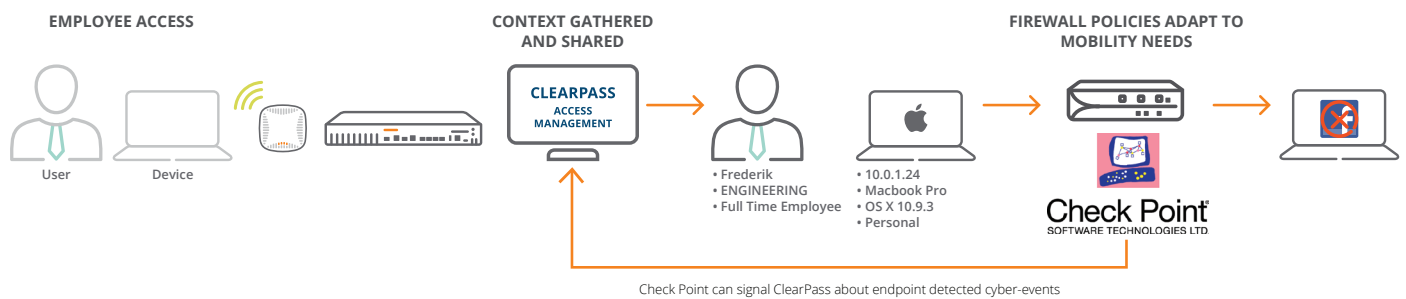 EMPLOYEE ACCESS
CONTEXT GATHERED
AND SHARED
FIREWALL POLICIES ADAPT TO
MOBILITY NEEDS
CLEARPASS
ACCESS
MANAGEMENT
User
Device
• Frederik
• ENGINEERING
• Full Time Employee
• 10.0.1.24
• Macbook Pro
• OS X 10.9.3
• Personal
f
Check Point
SOFTWARE TECHNOLOGIES LTD.
Check Point can signal ClearPass about endpoint detected cyber-events